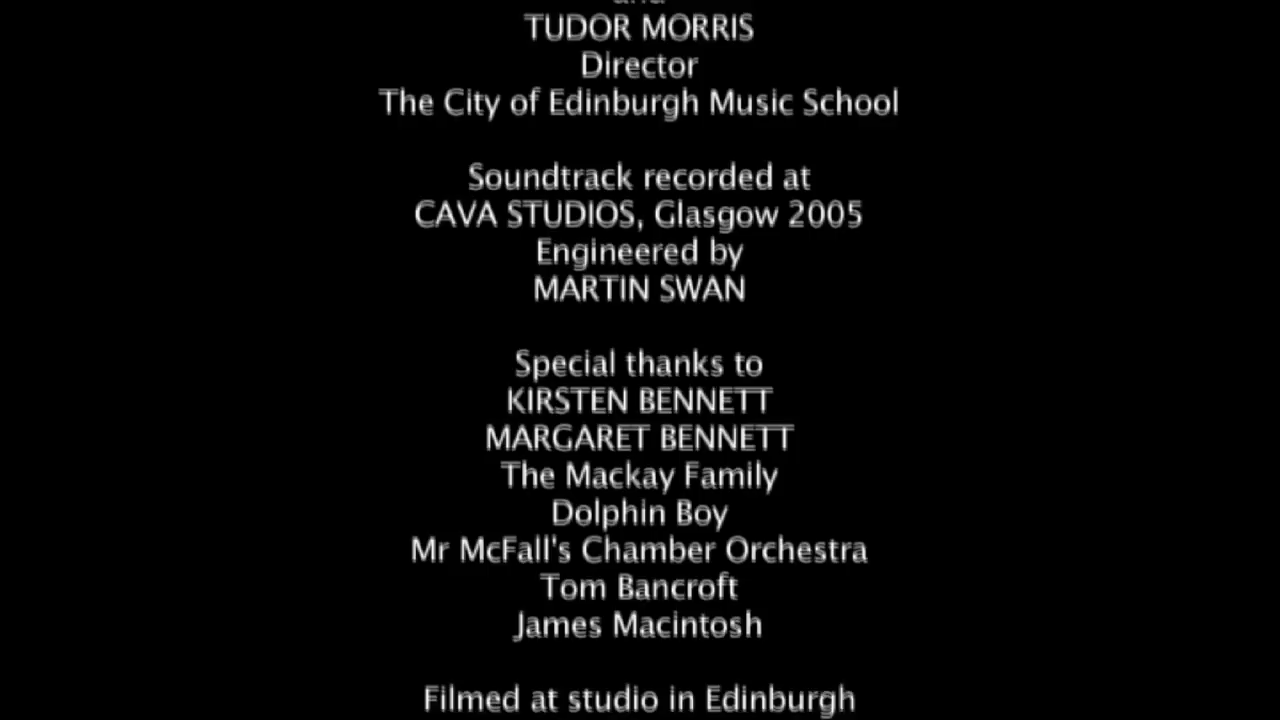 and
TUDOR MORRIS
Director
The City of Edinburgh Music School
Soundtrack recorded at
CAVA STUDIOS, Glasgow 2005
Engineered by
MARTIN SWAN
Special thanks to
KIRSTEN BENNETT
MARGARET BENNETT
The Mackay Family
Dolphin Boy
Mr McFall's Chamber Orchestra
Tom Bancroft
James Macintosh
Filmed at studio in Edinburgh